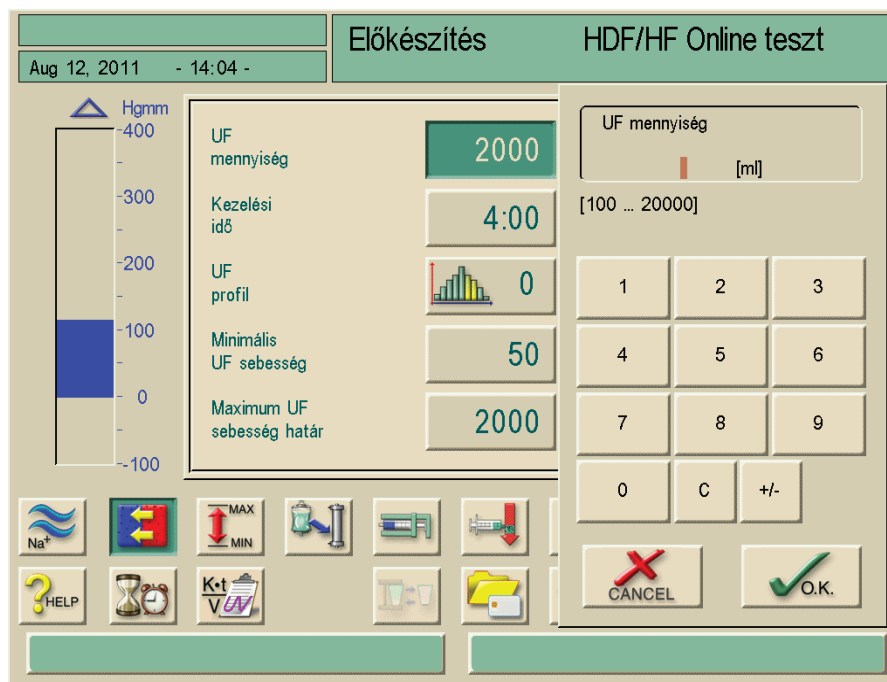 Előkészítés
HDF/HF Online teszt
Aug 12, 2011 - 14:04 -
Hgmm
400
300
200
100
0
-100
UF
mennyiség
2000
Kezelési
idő
4:00
UF
profil
0
Minimális
UF sebesség
50
Maximum UF
sebesség határ
2000
UF mennyiség
[ml]
[100 ... 20000]
1 2 3
4 5 6
7 8 9
0 C +/-
CANCEL
O.K.
Na+
MAX
MIN
HELP
K•t
V UV